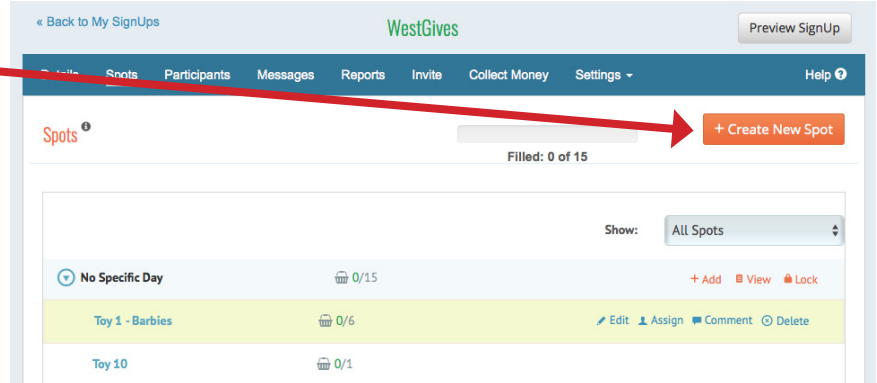 « Back to My SignUps WestGives Preview SignUp
Details Spots Participants Messages Reports Invite Collect Money Settings Help ?
Spots i + Create New Spot
Filled: 0 of 15
Show: All Spots
No Specific Day 0/15 + Add View Lock
Toy 1 - Barbies 0/6 Edit Assign Comment Delete
Toy 10 0/1